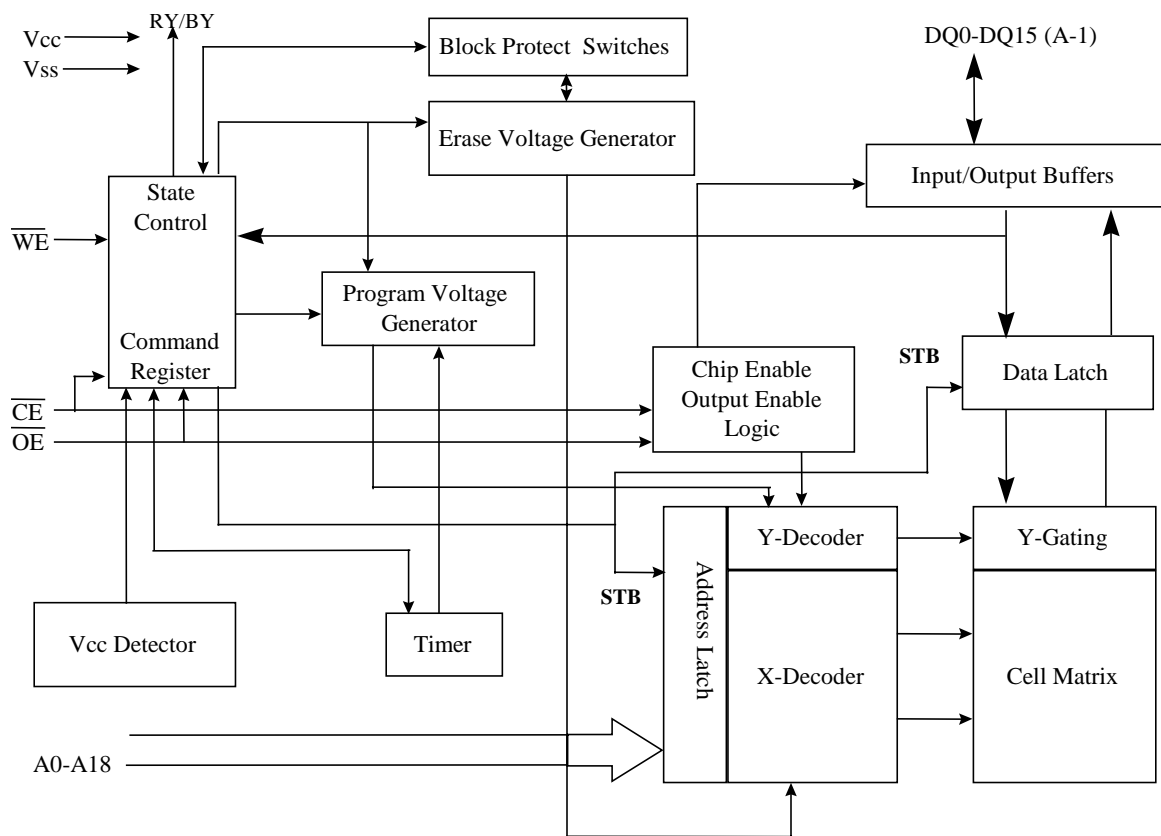 RY/BY
Vcc
Vss
Block Protect Switches
DQ0-DQ15 (A-1)
Erase Voltage Generator
Input/Output Buffers
State
Control
WE
Program Voltage
Generator
Command
Register
STB
Chip Enable
Output Enable
Logic
Data Latch
CE
OE
Y-Decoder
Y-Gating
Address Latch
STB
Vcc Detector
Timer
X-Decoder
Cell Matrix
A0-A18